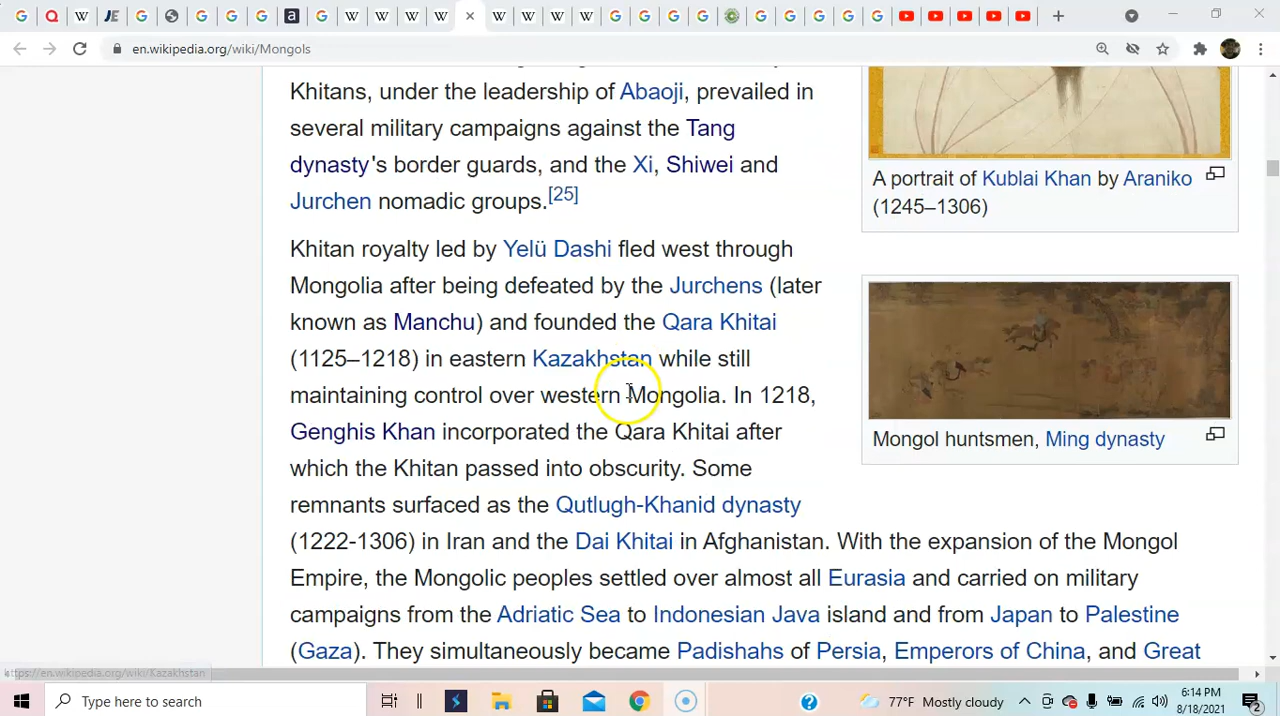 en.wikipedia.org/wiki/Mongols
Khitans, under the leadership of Abaoji, prevailed in
several military campaigns against the Tang
dynasty's border guards, and the Xi, Shiwei and
Jurchen nomadic groups.[25]
Khitan royalty led by Yelü Dashi fled west through
Mongolia after being defeated by the Jurchens (later
known as Manchu) and founded the Qara Khitai
(1125–1218) in eastern Kazakhstan while still
maintaining control over western Mongolia. In 1218,
Genghis Khan incorporated the Qara Khitai after
which the Khitan passed into obscurity. Some
remnants surfaced as the Qutlugh-Khanid dynasty
(1222-1306) in Iran and the Dai Khitai in Afghanistan. With the expansion of the Mongol
Empire, the Mongolic peoples settled over almost all Eurasia and carried on military
campaigns from the Adriatic Sea to Indonesian Java island and from Japan to Palestine
(Gaza). They simultaneously became Padishahs of Persia, Emperors of China, and Great
A portrait of Kublai Khan by Araniko
(1245–1306)
Mongol huntsmen, Ming dynasty
https://en.wikipedia.org/wiki/Kazakhstan
Type here to search
77°F Mostly cloudy
6:14 PM
8/18/2021
2